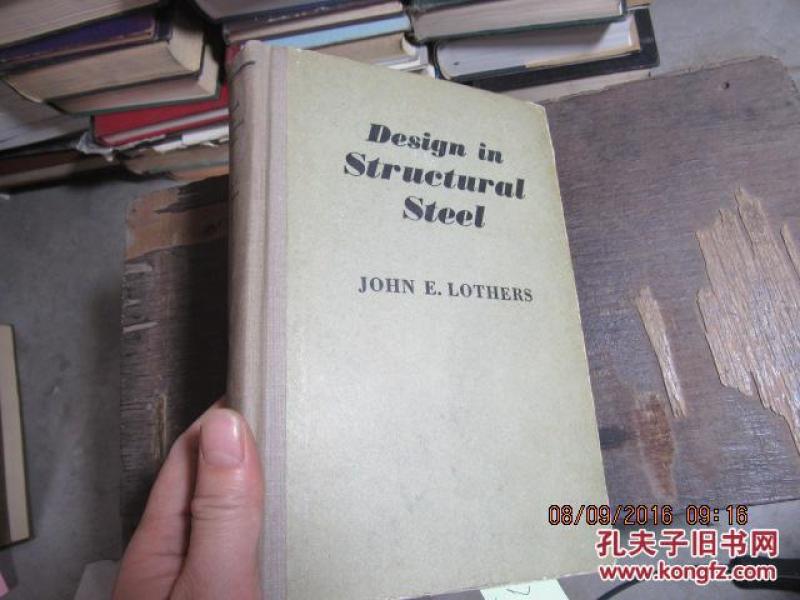 Design in
Structural
Steel
JOHN E. LOTHERS
08/09/2016 09:16
孔夫子旧书网
www.kongfz.com